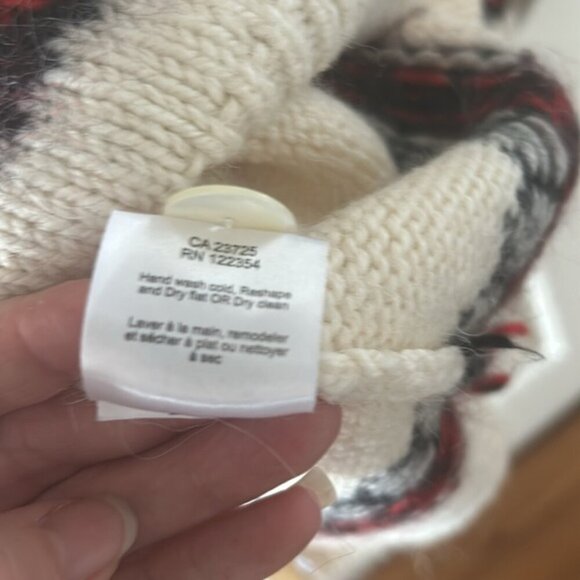 CA 23725
RN 122354
Hand wash cold, Reshape
and Dry flat OR Dry clean
Laver à la main, remodeler
et sécher à plat ou nettoyer
à sec